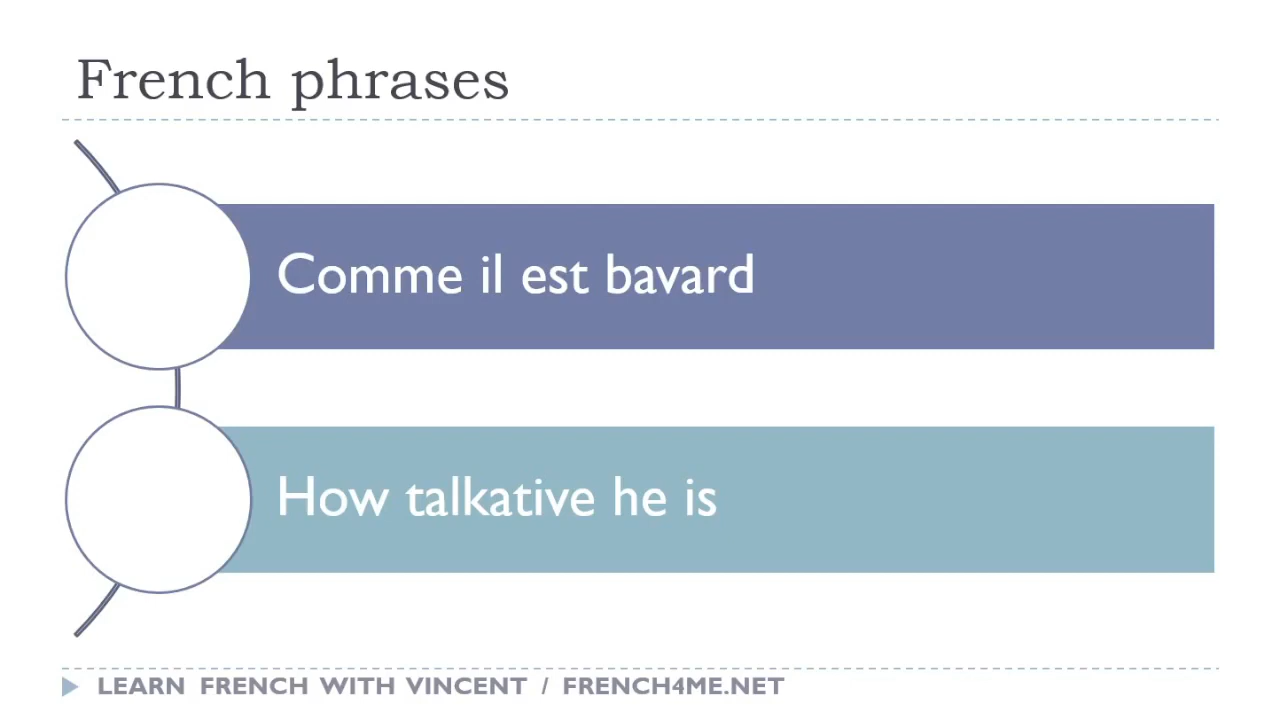 French phrases
Comme il est bavard
How talkative he is
LEARN FRENCH WITH VINCENT / FRENCH4ME.NET